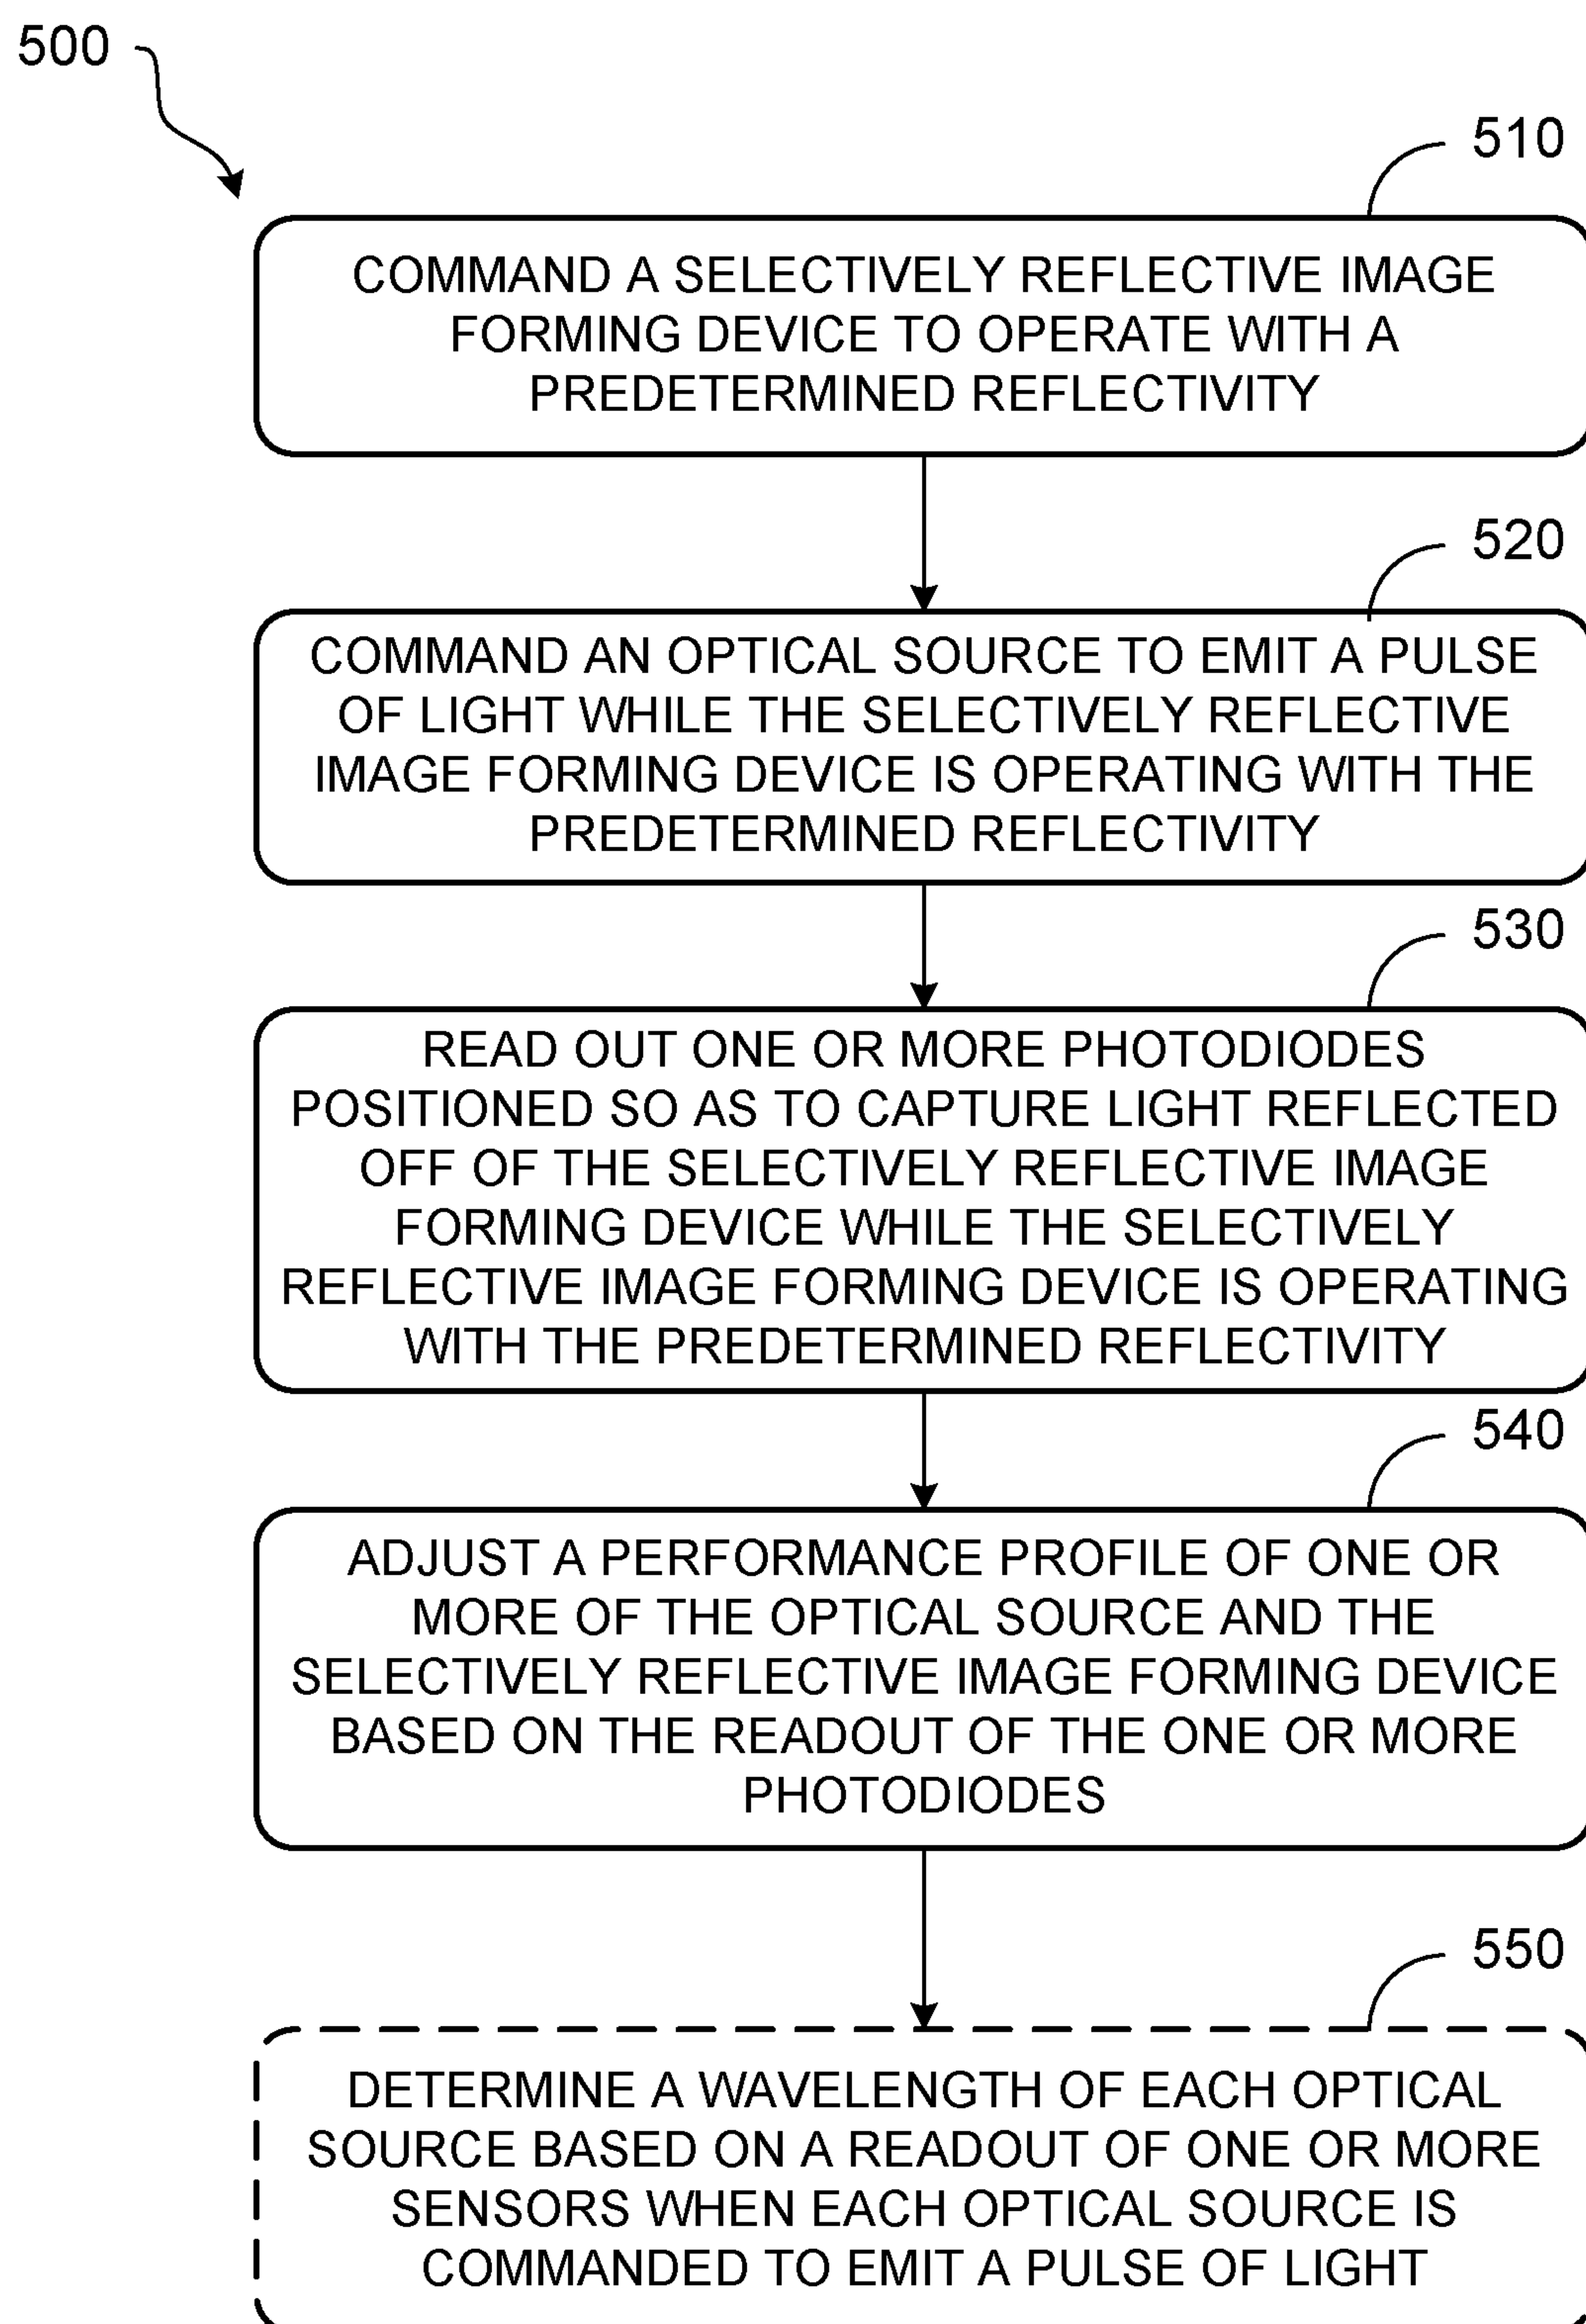 500
510
COMMAND A SELECTIVELY REFLECTIVE IMAGE
FORMING DEVICE TO OPERATE WITH A
PREDETERMINED REFLECTIVITY
520
COMMAND AN OPTICAL SOURCE TO EMIT A PULSE
OF LIGHT WHILE THE SELECTIVELY REFLECTIVE
IMAGE FORMING DEVICE IS OPERATING WITH THE
PREDETERMINED REFLECTIVITY
530
READ OUT ONE OR MORE PHOTODIODES
POSITIONED SO AS TO CAPTURE LIGHT REFLECTED
OFF OF THE SELECTIVELY REFLECTIVE IMAGE
FORMING DEVICE WHILE THE SELECTIVELY
REFLECTIVE IMAGE FORMING DEVICE IS OPERATING
WITH THE PREDETERMINED REFLECTIVITY
540
ADJUST A PERFORMANCE PROFILE OF ONE OR
MORE OF THE OPTICAL SOURCE AND THE
SELECTIVELY REFLECTIVE IMAGE FORMING DEVICE
BASED ON THE READOUT OF THE ONE OR MORE
PHOTODIODES
550
DETERMINE A WAVELENGTH OF EACH OPTICAL
SOURCE BASED ON A READOUT OF ONE OR MORE
SENSORS WHEN EACH OPTICAL SOURCE IS
COMMANDED TO EMIT A PULSE OF LIGHT